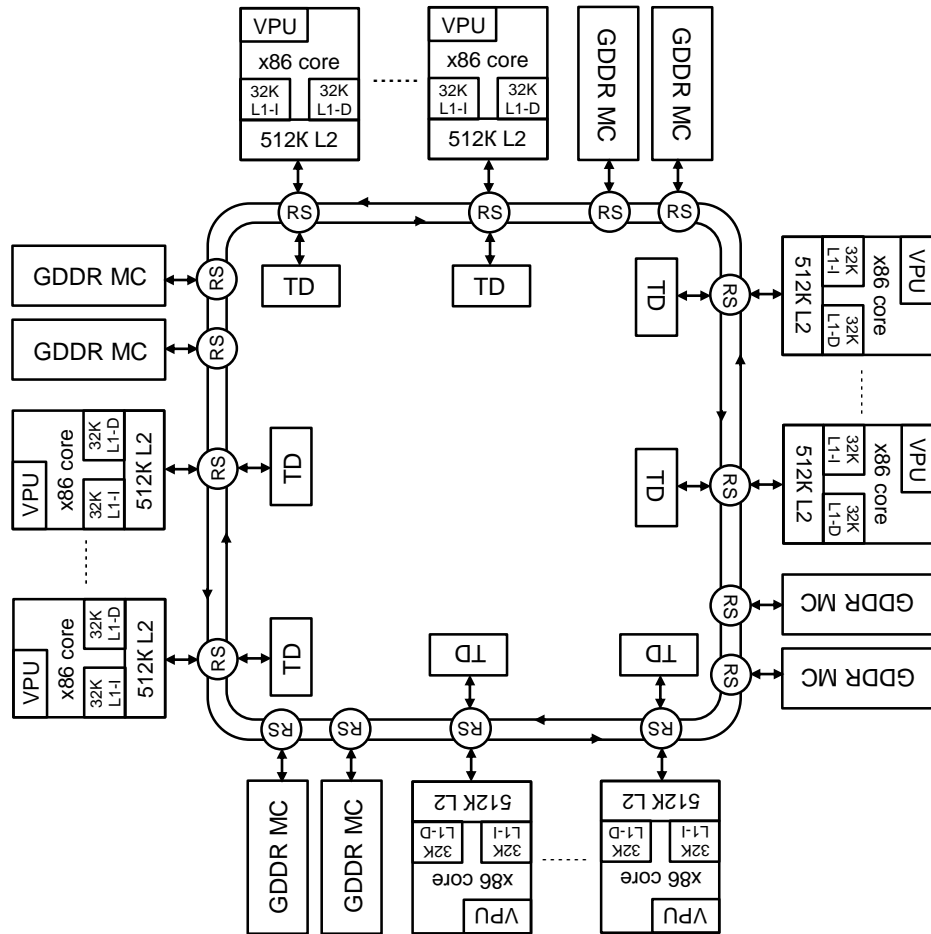 VPU
x86 core
32K
L1-I
32K
L1-D
512K L2
VPU
x86 core
32K
L1-I
32K
L1-D
512K L2
GDDR MC
GDDR MC
RS
RS
RS
RS
TD
TD
GDDR MC
RS
GDDR MC
RS
TD
RS
512K L2
32K
L1-I
32K
L1-D
x86 core
VPU
VPU
x86 core
32K
L1-D
32K
L1-I
512K L2
RS
TD
TD
RS
512K L2
32K
L1-I
32K
L1-D
x86 core
VPU
VPU
x86 core
32K
L1-D
32K
L1-I
512K L2
RS
TD
TD
TD
RS
GDDR MC
RS
GDDR MC
RS
RS
RS
RS
GDDR MC
GDDR MC
512K L2
32K
L1-D
32K
L1-I
x86 core
VPU
512K L2
32K
L1-D
32K
L1-I
x86 core
VPU